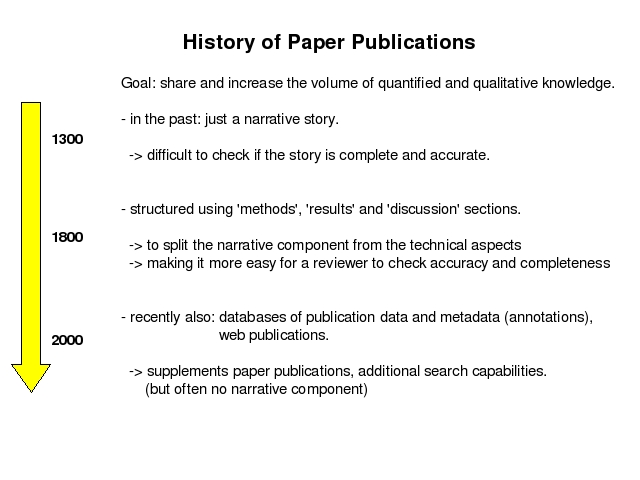 History of Paper Publications
Goal: share and increase the volume of quantified and qualitative knowledge.
- in the past: just a narrative story.
1300
-> difficult to check if the story is complete and accurate.
- structured using 'methods', 'results' and 'discussion' sections.
1800
-> to split the narrative component from the technical aspects
-> making it more easy for a reviewer to check accuracy and completeness
- recently also: databases of publication data and metadata (annotations),
web publications.
2000
-> supplements paper publications, additional search capabilities.
(but often no narrative component)